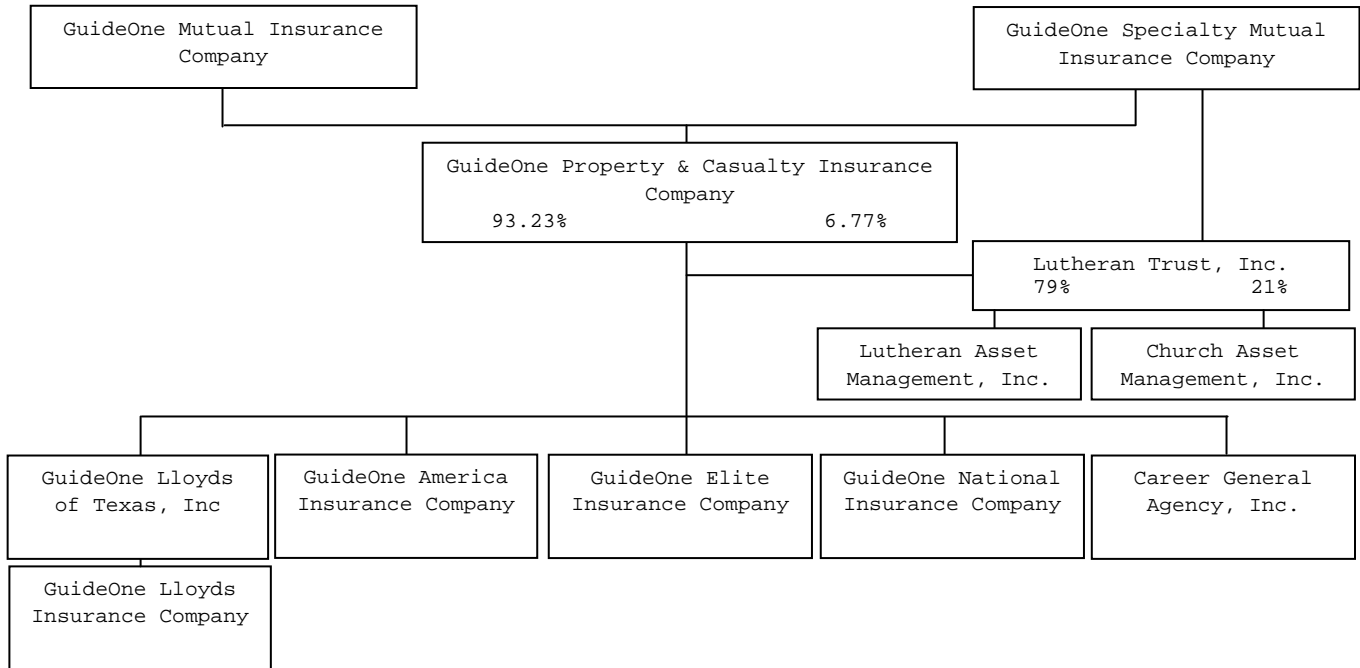 GuideOne Mutual Insurance
Company
GuideOne Specialty Mutual
Insurance Company
GuideOne Property & Casualty Insurance
Company
93.23% 6.77%
Lutheran Trust, Inc.
79% 21%
Lutheran Asset
Management, Inc.
Church Asset
Management, Inc.
GuideOne Lloyds
of Texas, Inc
GuideOne America
Insurance Company
GuideOne Elite
Insurance Company
GuideOne National
Insurance Company
Career General
Agency, Inc.
GuideOne Lloyds
Insurance Company